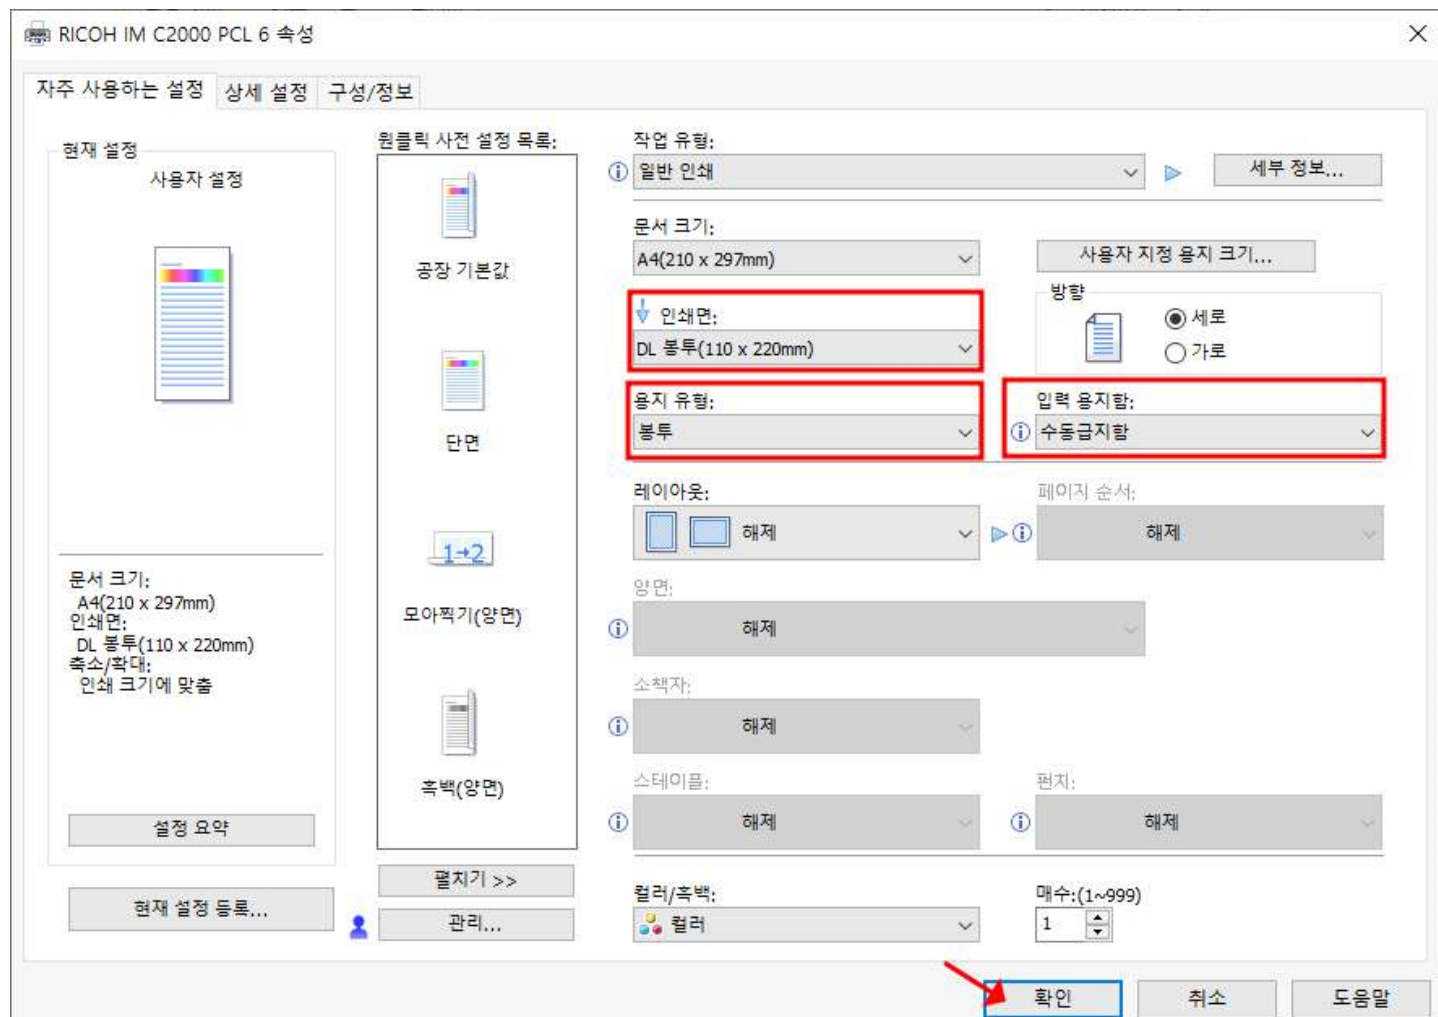 RICOH IM C2000 PCL 6 속성
자주 사용하는 설정
상세 설정
구성/정보
현재 설정
사용자 설정
문서 크기:
A4(210 x 297mm)
인쇄면:
DL 봉투(110 x 220mm)
축소/확대:
인쇄 크기에 맞춤
설정 요약
현재 설정 등록...
원클릭 사전 설정 목록:
공장 기본값
단면
1→2
모아찍기(양면)
흑백(양면)
펼치기 >>
관리...
작업 유형:
일반 인쇄
세부 정보...
문서 크기:
A4(210 x 297mm)
사용자 지정 용지 크기...
인쇄면:
DL 봉투(110 x 220mm)
방향
세로
가로
용지 유형:
봉투
입력 용지함:
수동급지함
레이아웃:
해제
페이지 순서:
해제
양면:
해제
소책자:
해제
스테이플:
해제
펀치:
해제
컬러/흑백:
컬러
매수:(1~999)
1
확인
취소
도움말